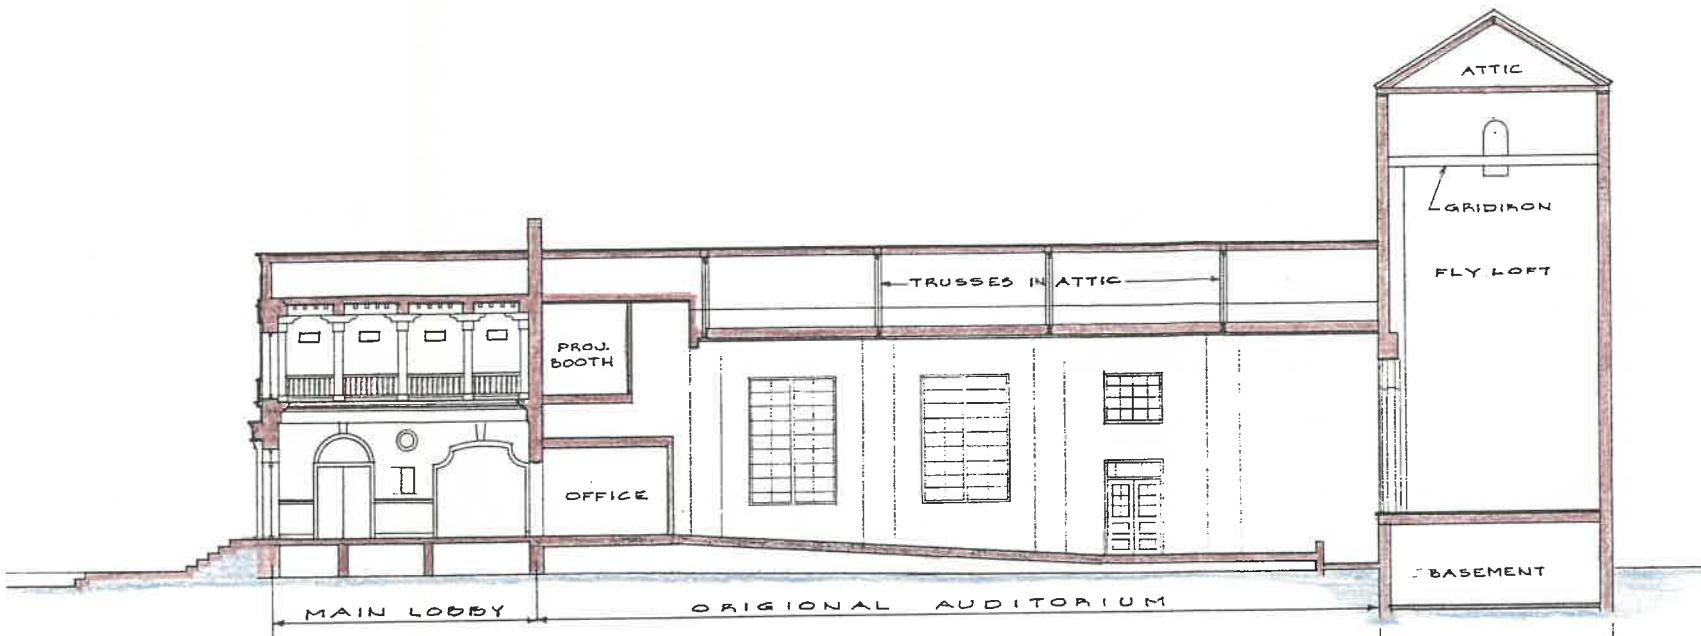 ATTIC
GRIDIRON
FLY LOFT
TRUSSES IN ATTIC
PROJ.
BOOTH
OFFICE
BASEMENT
MAIN LOBBY
ORIGIONAL AUDITORIUM